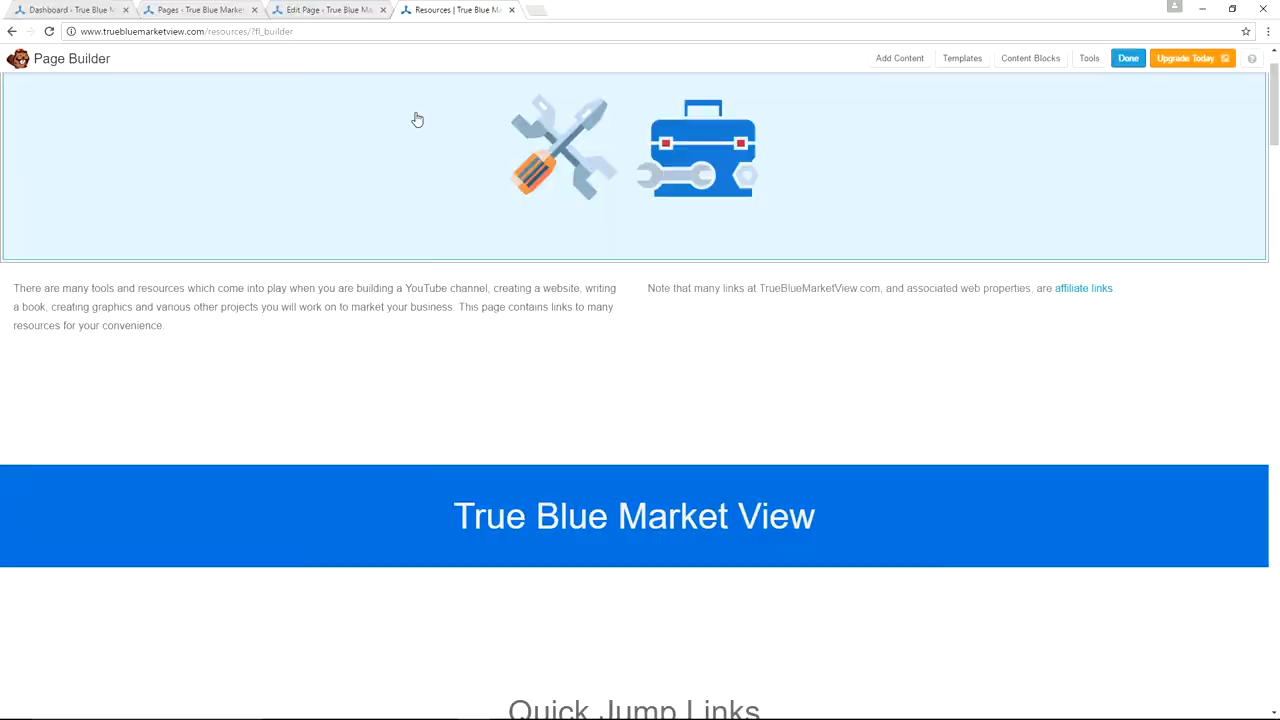 Dashboard ‹ True Blue M
Pages ‹ True Blue Market
Edit Page ‹ True Blue Ma
Resources | True Blue Ma
www.truebluemarketview.com/resources/?fl_builder
Page Builder
Add Content
Templates
Content Blocks
Tools
Done
Upgrade Today
There are many tools and resources which come into play when you are building a YouTube channel, creating a website, writing
a book, creating graphics and various other projects you will work on to market your business. This page contains links to many
resources for your convenience.
Note that many links at TrueBlueMarketView.com, and associated web properties, are affiliate links.
True Blue Market View
Quick Jump Links